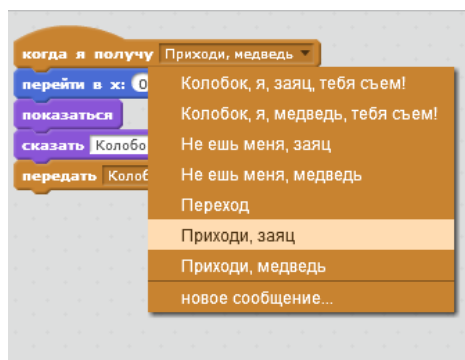 когда я получу Приходи, медведь
перейти в x: 0
показаться
сказать Колобо
передать Колоб
Колобок, я, заяц, тебя съем!
Колобок, я, медведь, тебя съем!
Не ешь меня, заяц
Не ешь меня, медведь
Переход
Приходи, заяц
Приходи, медведь
новое сообщение...